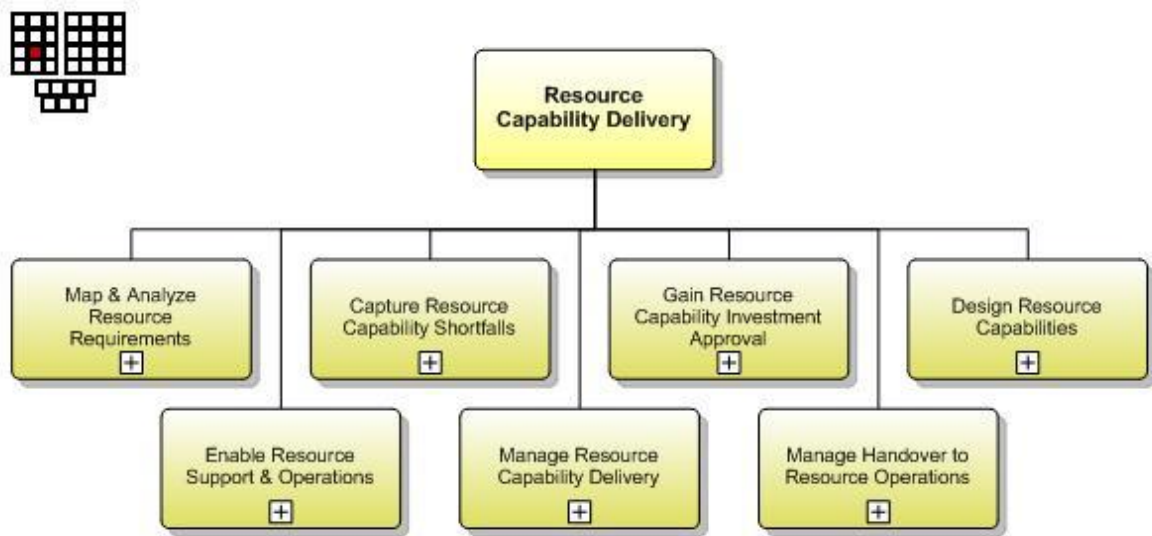 Resource
Capability Delivery
Map & Analyze
Resource
Requirements
Capture Resource
Capability Shortfalls
Gain Resource
Capability Investment
Approval
Design Resource
Capabilities
Enable Resource
Support & Operations
Manage Resource
Capability Delivery
Manage Handover to
Resource Operations